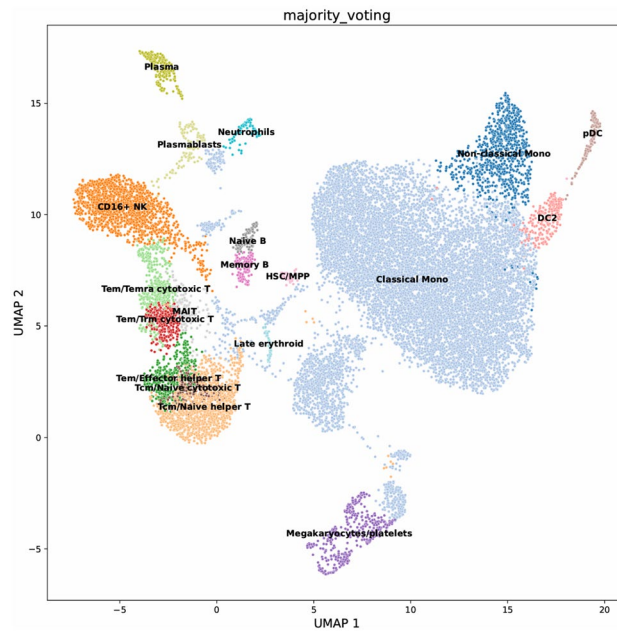 majority_voting
Plasma
15
Neutrophils
pDC
Plasmablasts
Non-classical Mono
CD16+ NK
10
DC2
Naive B
Memory B
HSC/MPP
Classical Mono
Tem/Temra cytotoxic T
MAIT
Tem/Trm cytotoxic T
5
Late erythroid
Tem/Effector helper T
Tcm/Naive cytotoxic T
Tcm/Naive helper T
0
Megakaryocytes/platelets
−5
UMAP 2
−5 0 5 10 15 20
UMAP 1